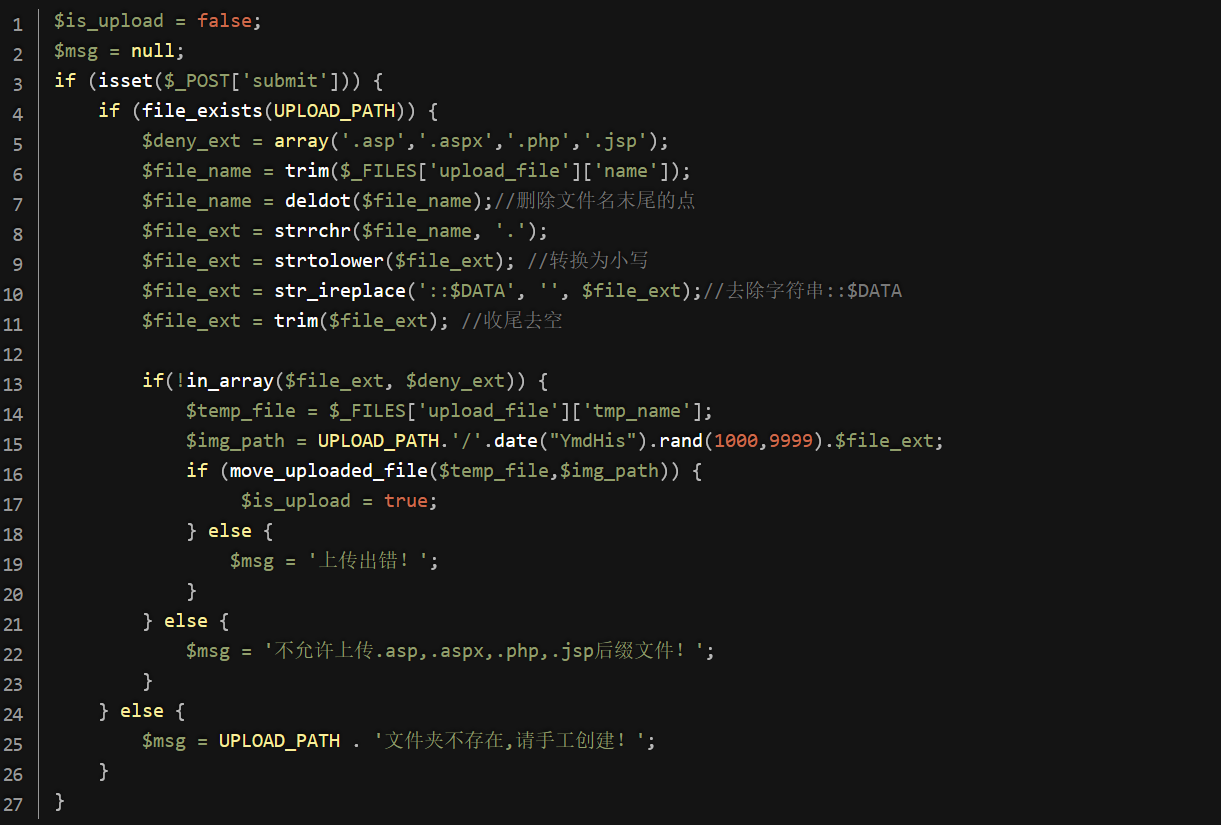 1 $is_upload = false;
2 $msg = null;
3 if (isset($_POST['submit'])) {
4     if (file_exists(UPLOAD_PATH)) {
5         $deny_ext = array('.asp','.aspx','.php','.jsp');
6         $file_name = trim($_FILES['upload_file']['name']);
7         $file_name = deldot($file_name);//删除文件名末尾的点
8         $file_ext = strrchr($file_name, '.');
9         $file_ext = strtolower($file_ext); //转换为小写
10         $file_ext = str_ireplace('::$DATA', '', $file_ext);//去除字符串::$DATA
11         $file_ext = trim($file_ext); //收尾去空
12
13         if(!in_array($file_ext, $deny_ext)) {
14             $temp_file = $_FILES['upload_file']['tmp_name'];
15             $img_path = UPLOAD_PATH.'/'.date("YmdHis").rand(1000,9999).$file_ext;
16             if (move_uploaded_file($temp_file,$img_path)) {
17                  $is_upload = true;
18             } else {
19                 $msg = '上传出错！';
20             }
21         } else {
22             $msg = '不允许上传.asp,.aspx,.php,.jsp后缀文件！';
23         }
24     } else {
25         $msg = UPLOAD_PATH . '文件夹不存在,请手工创建！';
26     }
27 }